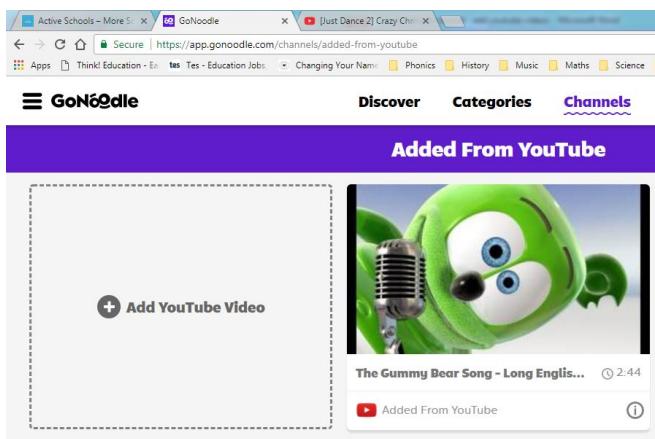 Active Schools – More S
GoNoodle
[Just Dance 2] Crazy Chr
Secure https://app.gonoodle.com/channels/added-from-youtube
Apps Think! Education - Ea tes Tes - Education Jobs, Changing Your Name Phonics History Music Maths Science
GoNoodle Discover Categories Channels
Added From YouTube
Add YouTube Video
The Gummy Bear Song - Long Englis... 2:44
Added From YouTube